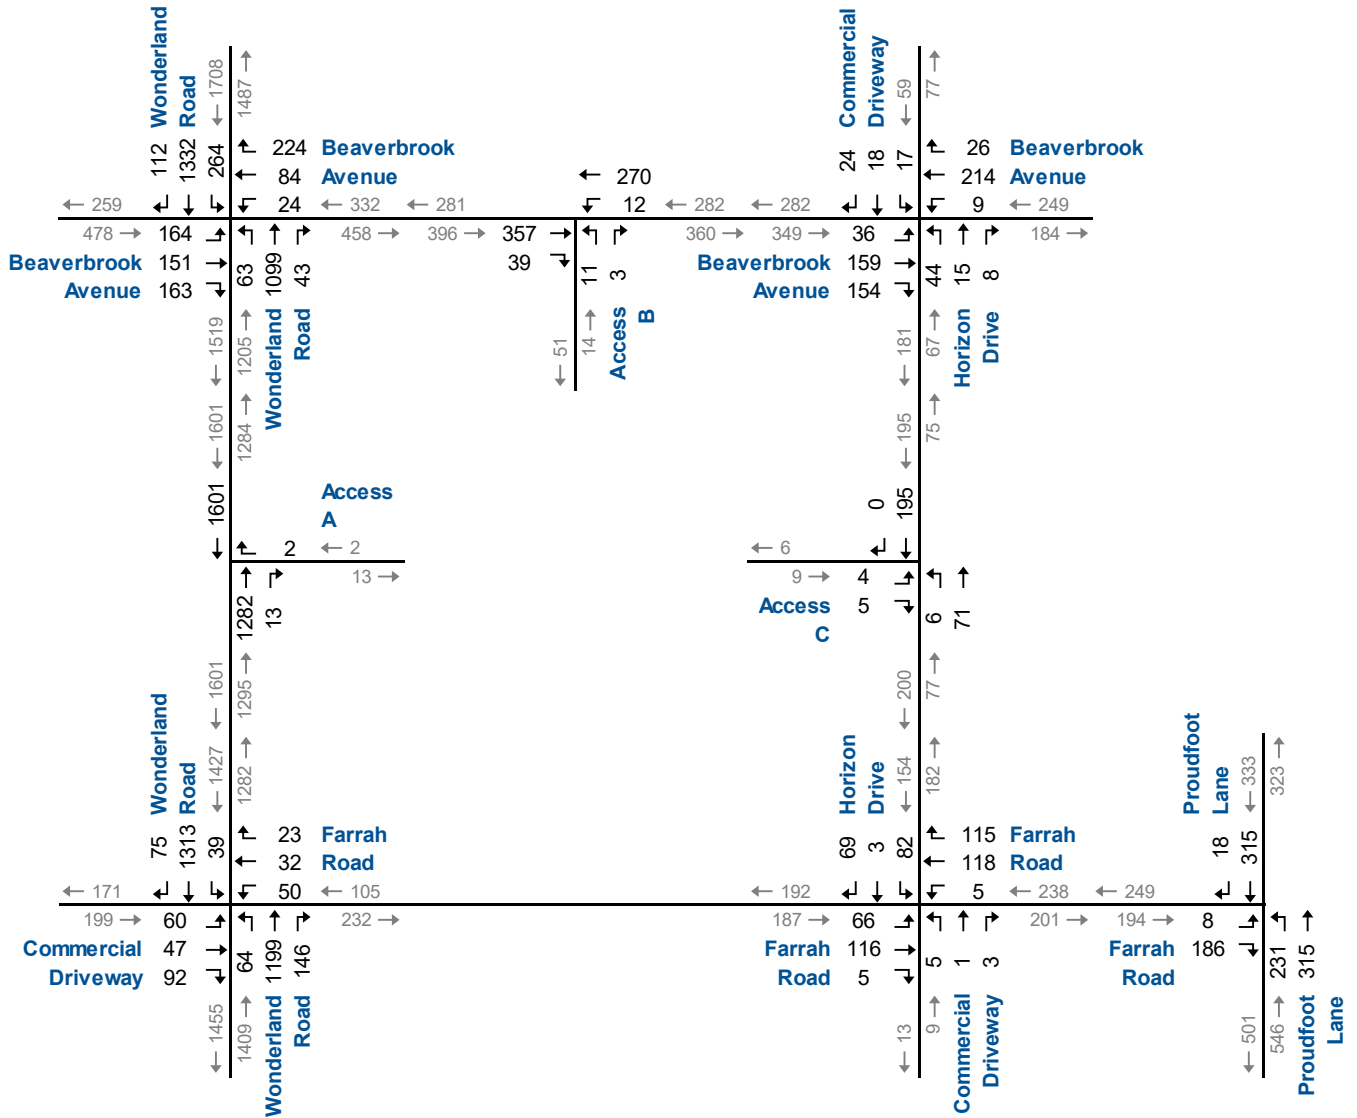 Wonderland
Road
← 1708
1487 →
Commercial
Driveway
← 59
77 →
112
1332
264
224 Beaverbrook
84 Avenue
24
← 332
← 281
← 259
478 →
164
Beaverbrook 151
Avenue 163
63
1099
43
458 →
396 →
357
39
270
12
← 282
← 282
11
3
360 →
349 →
24
18
17
26 Beaverbrook
214 Avenue
9
← 249
184 →
36
Beaverbrook 159
Avenue 154
44
15
8
← 1519
1205 →
Wonderland
Road
← 51
14 →
Access
B
← 181
67 →
Horizon
Drive
← 1601
1284 →
← 195
75 →
1601
Access
A
2
← 2
13 →
1282
13
0
195
← 6
9 →
4
Access 5
C
6
71
← 1601
1295 →
← 200
77 →
Wonderland
Road
← 1427
1282 →
Horizon
Drive
← 154
182 →
Proudfoot
Lane
← 333
323 →
75
1313
39
23 Farrah
32 Road
50
← 105
← 171
199 →
60
Commercial 47
Driveway 92
64
1199
146
232 →
69
3
82
115 Farrah
118 Road
5
← 238
← 249
← 192
187 →
66
Farrah 116
Road 5
5
1
3
201 →
194 →
18
315
8
Farrah 186
Road
231
315
← 1455
1409 →
Wonderland
Road
← 13
9 →
Commercial
Driveway
← 501
546 →
Proudfoot
Lane